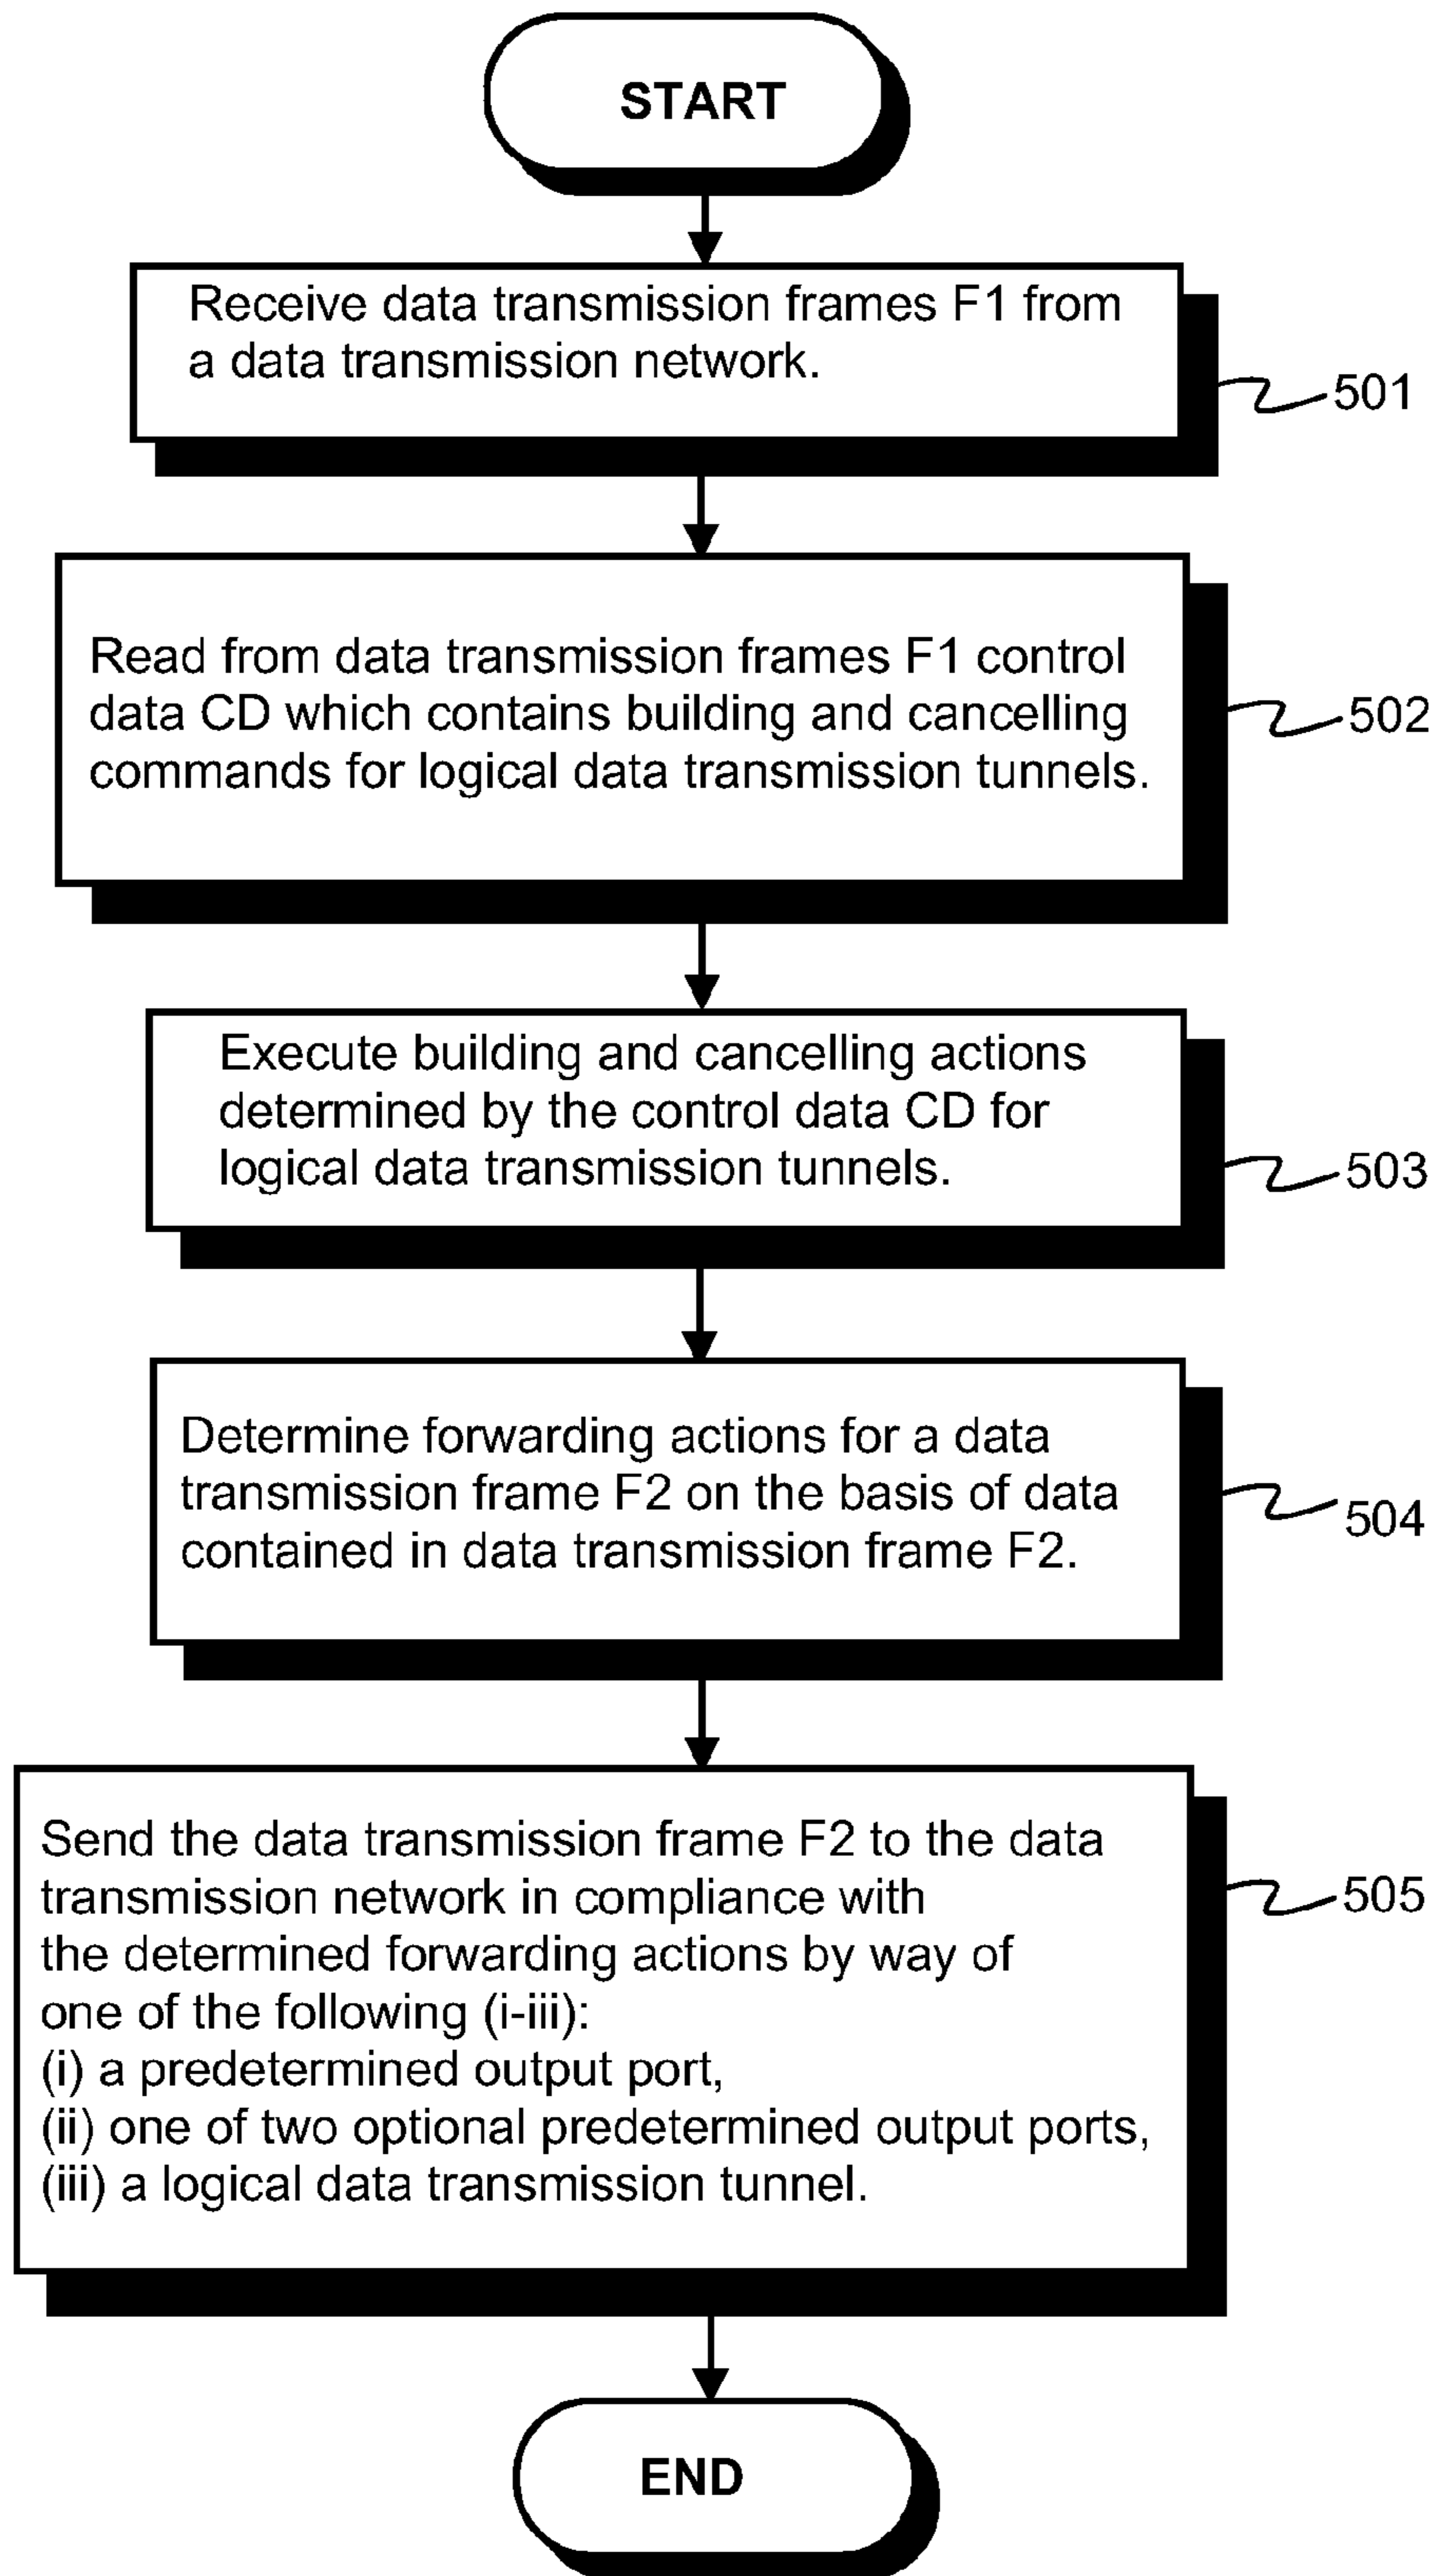 START
Receive data transmission frames F1 from
a data transmission network.
501
Read from data transmission frames F1 control
data CD which contains building and cancelling
commands for logical data transmission tunnels.
502
Execute building and cancelling actions
determined by the control data CD for
logical data transmission tunnels.
503
Determine forwarding actions for a data
transmission frame F2 on the basis of data
contained in data transmission frame F2.
504
Send the data transmission frame F2 to the data
transmission network in compliance with
the determined forwarding actions by way of
one of the following (i-iii):
(i) a predetermined output port,
(ii) one of two optional predetermined output ports,
(iii) a logical data transmission tunnel.
505
END